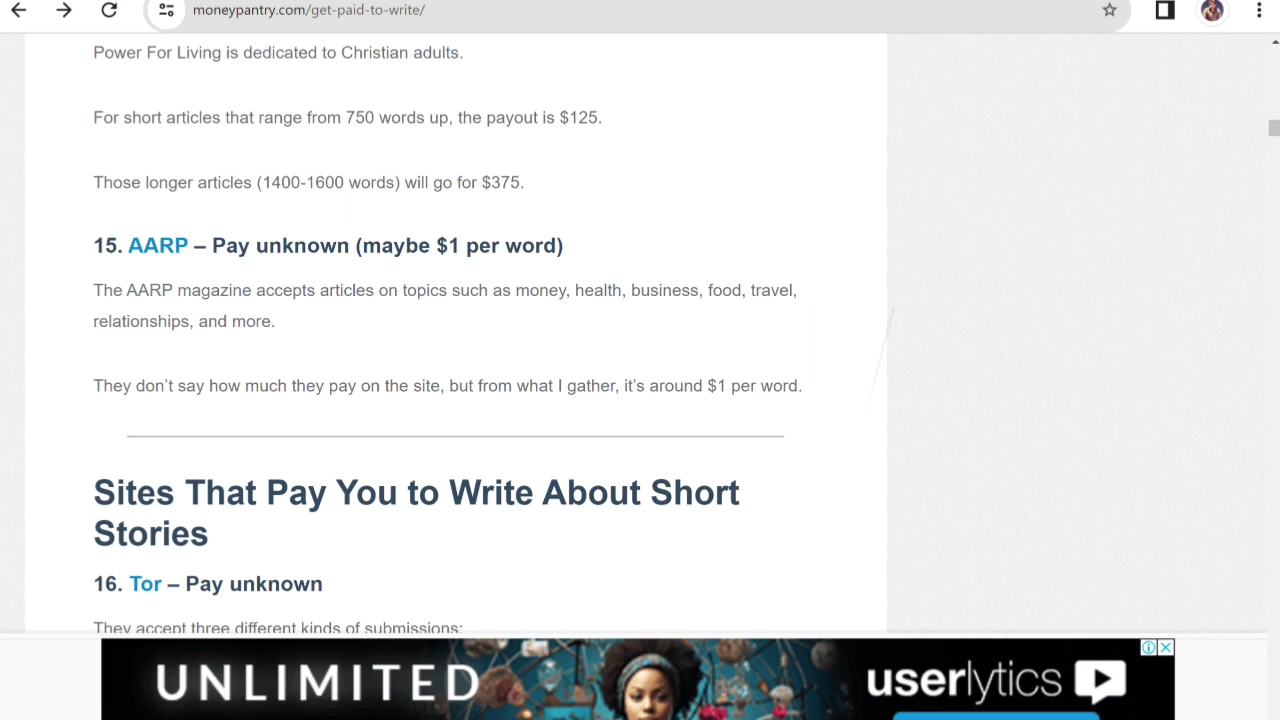 moneypantry.com/get-paid-to-write/
Power For Living is dedicated to Christian adults.
For short articles that range from 750 words up, the payout is $125.
Those longer articles (1400-1600 words) will go for $375.
15. AARP – Pay unknown (maybe $1 per word)
The AARP magazine accepts articles on topics such as money, health, business, food, travel,
relationships, and more.
They don’t say how much they pay on the site, but from what I gather, it’s around $1 per word.
Sites That Pay You to Write About Short
Stories
16. Tor – Pay unknown
They accept three different kinds of submissions:
UNLIMITED
userlytics